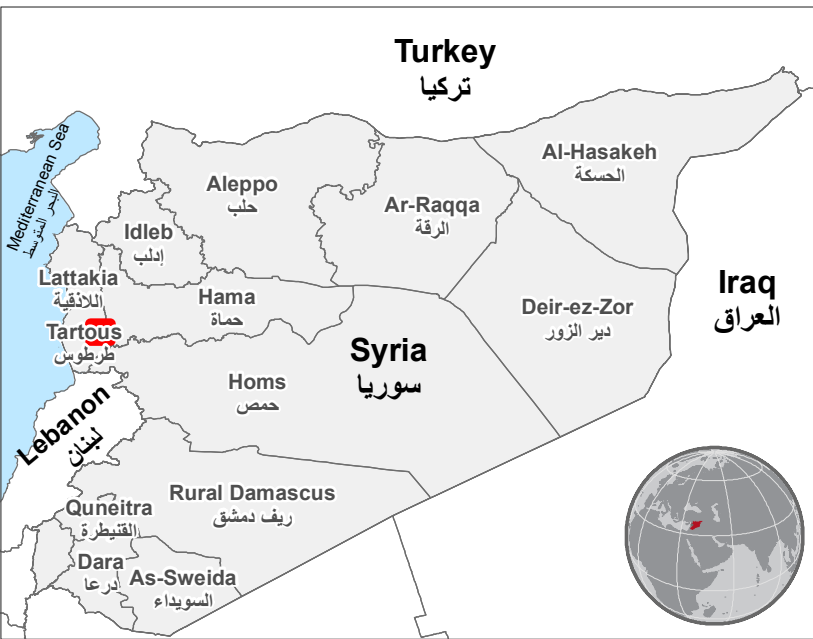 Turkey
تركيا
Mediterranean Sea
البحر المتوسط
Al-Hasakeh
الحسكة
Aleppo
حلب
Ar-Raqqa
الرقة
Idleb
إدلب
Lattakia
اللاذقية
Hama
حماة
Iraq
العراق
Deir-ez-Zor
دير الزور
Tartous
طرطوس
Syria
سوريا
Homs
حمص
Lebanon
لبنان
Rural Damascus
ريف دمشق
Quneitra
القنيطرة
Dara
درعا
As-Sweida
السويداء